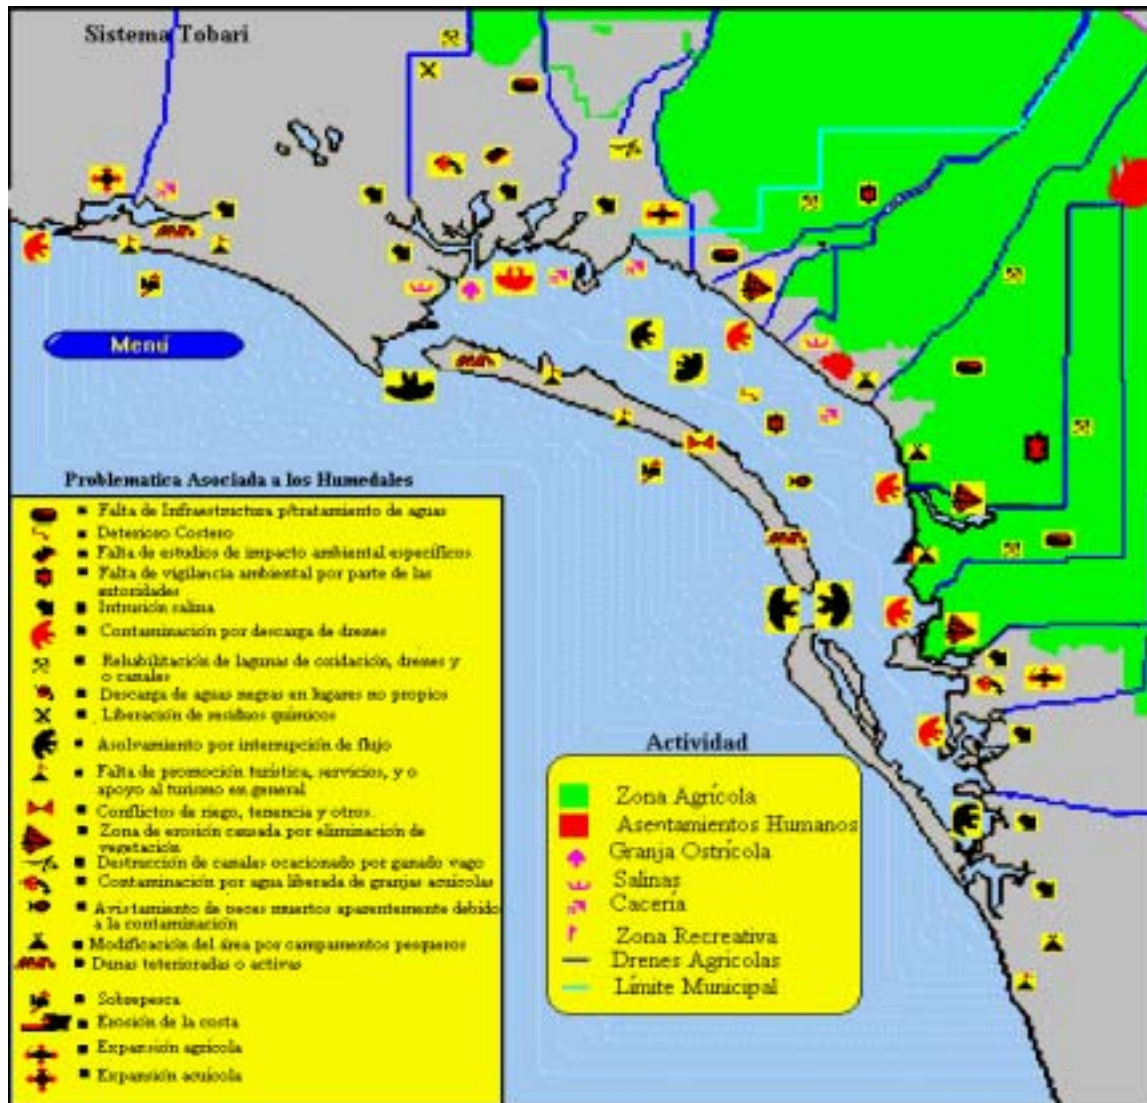 Sistema Tobari
Menú
Problematica Asociada a los Humedales
Falta de Infraestructura p/tratamiento de aguas
Deterioro Costero
Falta de estudios de impacto ambiental específicos
Falta de vigilancia ambiental por parte de las
autoridades
Intrusión salina
Contaminación por descarga de drenes
Rehabilitación de lagunas de oxidación, drenes y
o canales
Descarga de aguas negras en lugares no propios
Liberación de residuos químicos
Asolvamiento por interrupción de flujo
Falta de promoción turística, servicios, y o
apoyo al turismo en general
Conflictos de riego, tenencia y otros.
Zona de erosión causada por eliminación de
vegetación
Destrucción de canales ocacionado por ganado vago
Contaminación por agua liberada de granjas acuícolas
Avistamiento de peces muertos aparentemente debido
a la contaminación
Modificación del área por campamentos pesqueros
Dunas teterioradas o activas
Sobrepesca
Erosión de la costa
Expansión agrícola
Expansión acuícola
Actividad
Zona Agrícola
Asentamientos Humanos
Granja Ostrícola
Salinas
Cacería
Zona Recreativa
Drenes Agrícolas
Límite Municipal